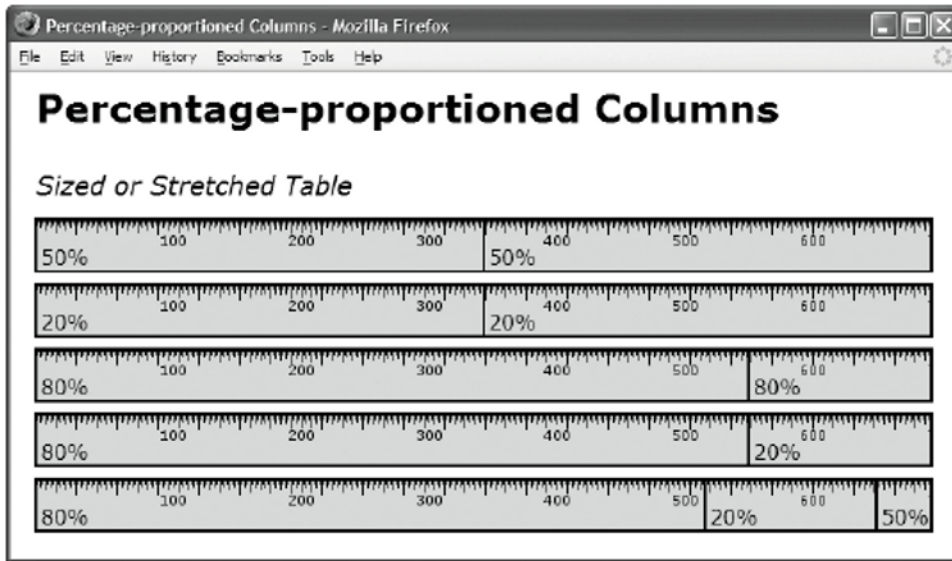 Percentage-proportioned Columns - Mozilla Firefox
File Edit View History Bookmarks Tools Help
Percentage-proportioned Columns
Sized or Stretched Table
100 200 300 400 500 600
50% 50%
100 200 300 400 500 600
20% 20%
100 200 300 400 500 600
80% 80%
100 200 300 400 500 600
80% 20%
100 200 300 400 500 600
80% 20% 50%